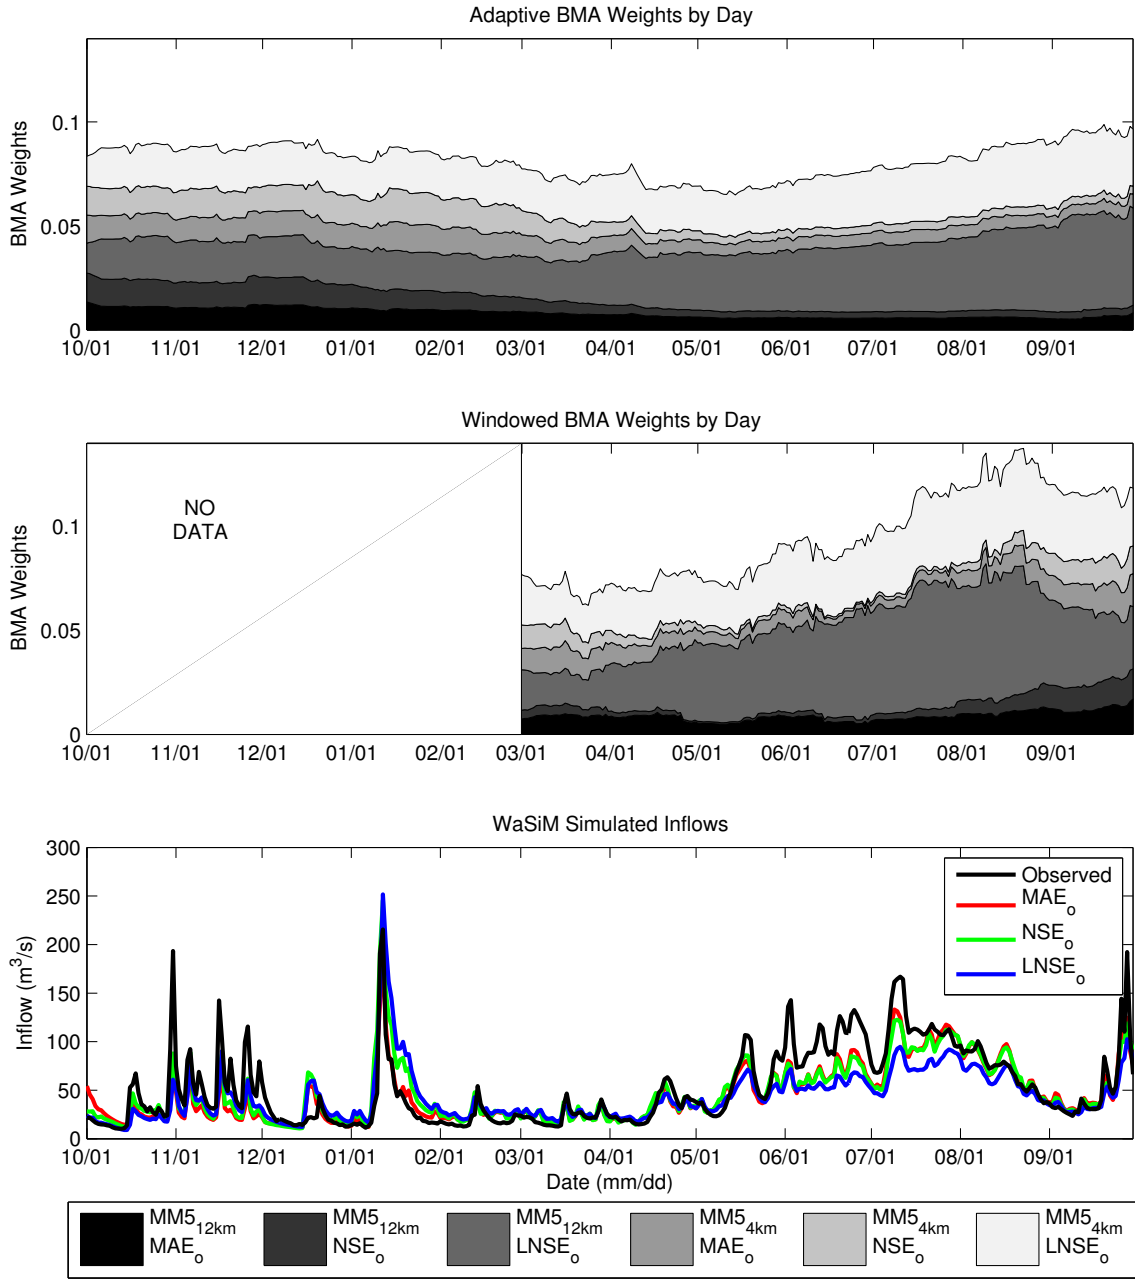 Adaptive BMA Weights by Day
BMA Weights
0.1
0.05
0
10/01 11/01 12/01 01/01 02/01 03/01 04/01 05/01 06/01 07/01 08/01 09/01
Windowed BMA Weights by Day
BMA Weights
NO
DATA
0.1
0.05
0
10/01 11/01 12/01 01/01 02/01 03/01 04/01 05/01 06/01 07/01 08/01 09/01
WaSiM Simulated Inflows
Inflow (m³/s)
300
250
200
150
100
50
0
Observed
MAEₒ
NSEₒ
LNSEₒ
10/01 11/01 12/01 01/01 02/01 03/01 04/01 05/01 06/01 07/01 08/01 09/01
Date (mm/dd)
MM5_12km MM5_12km MM5_12km MM5_4km MM5_4km MM5_4km
MAEₒ NSEₒ LNSEₒ MAEₒ NSEₒ LNSEₒ